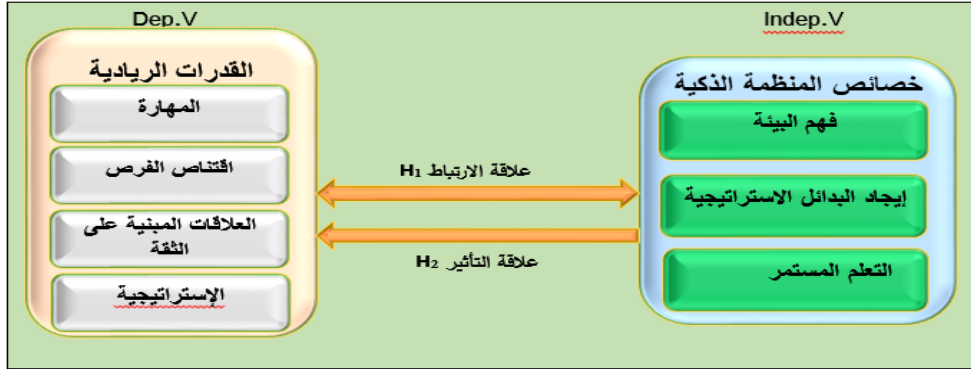 Indep.V
خصائص المنظمة الذكية
فهم البيئة
إيجاد البدائل الاستراتيجية
التعلم المستمر
علاقة الارتباط H₁
علاقة التأثير H₂
Dep.V
القدرات الريادية
المهارة
اقتناص الفرص
العلاقات المبنية على
الثقة
الإستراتيجية